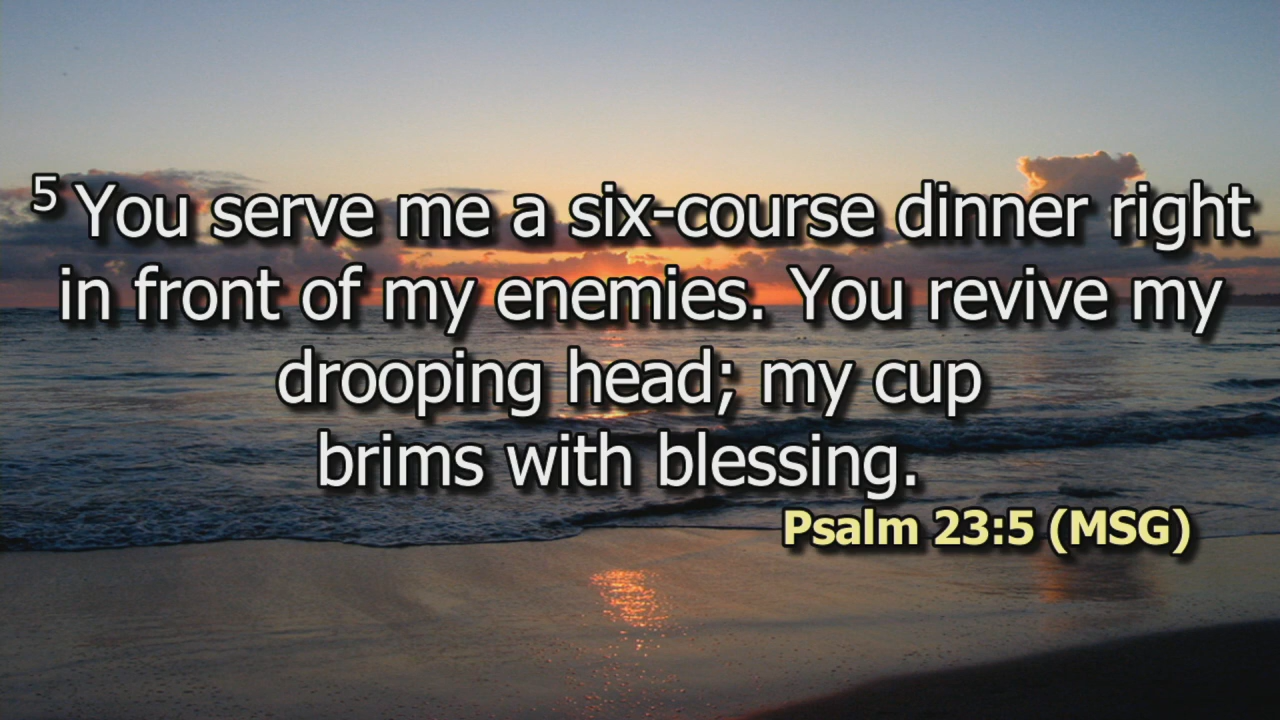 5 You serve me a six-course dinner right
in front of my enemies. You revive my
drooping head; my cup
brims with blessing.
Psalm 23:5 (MSG)